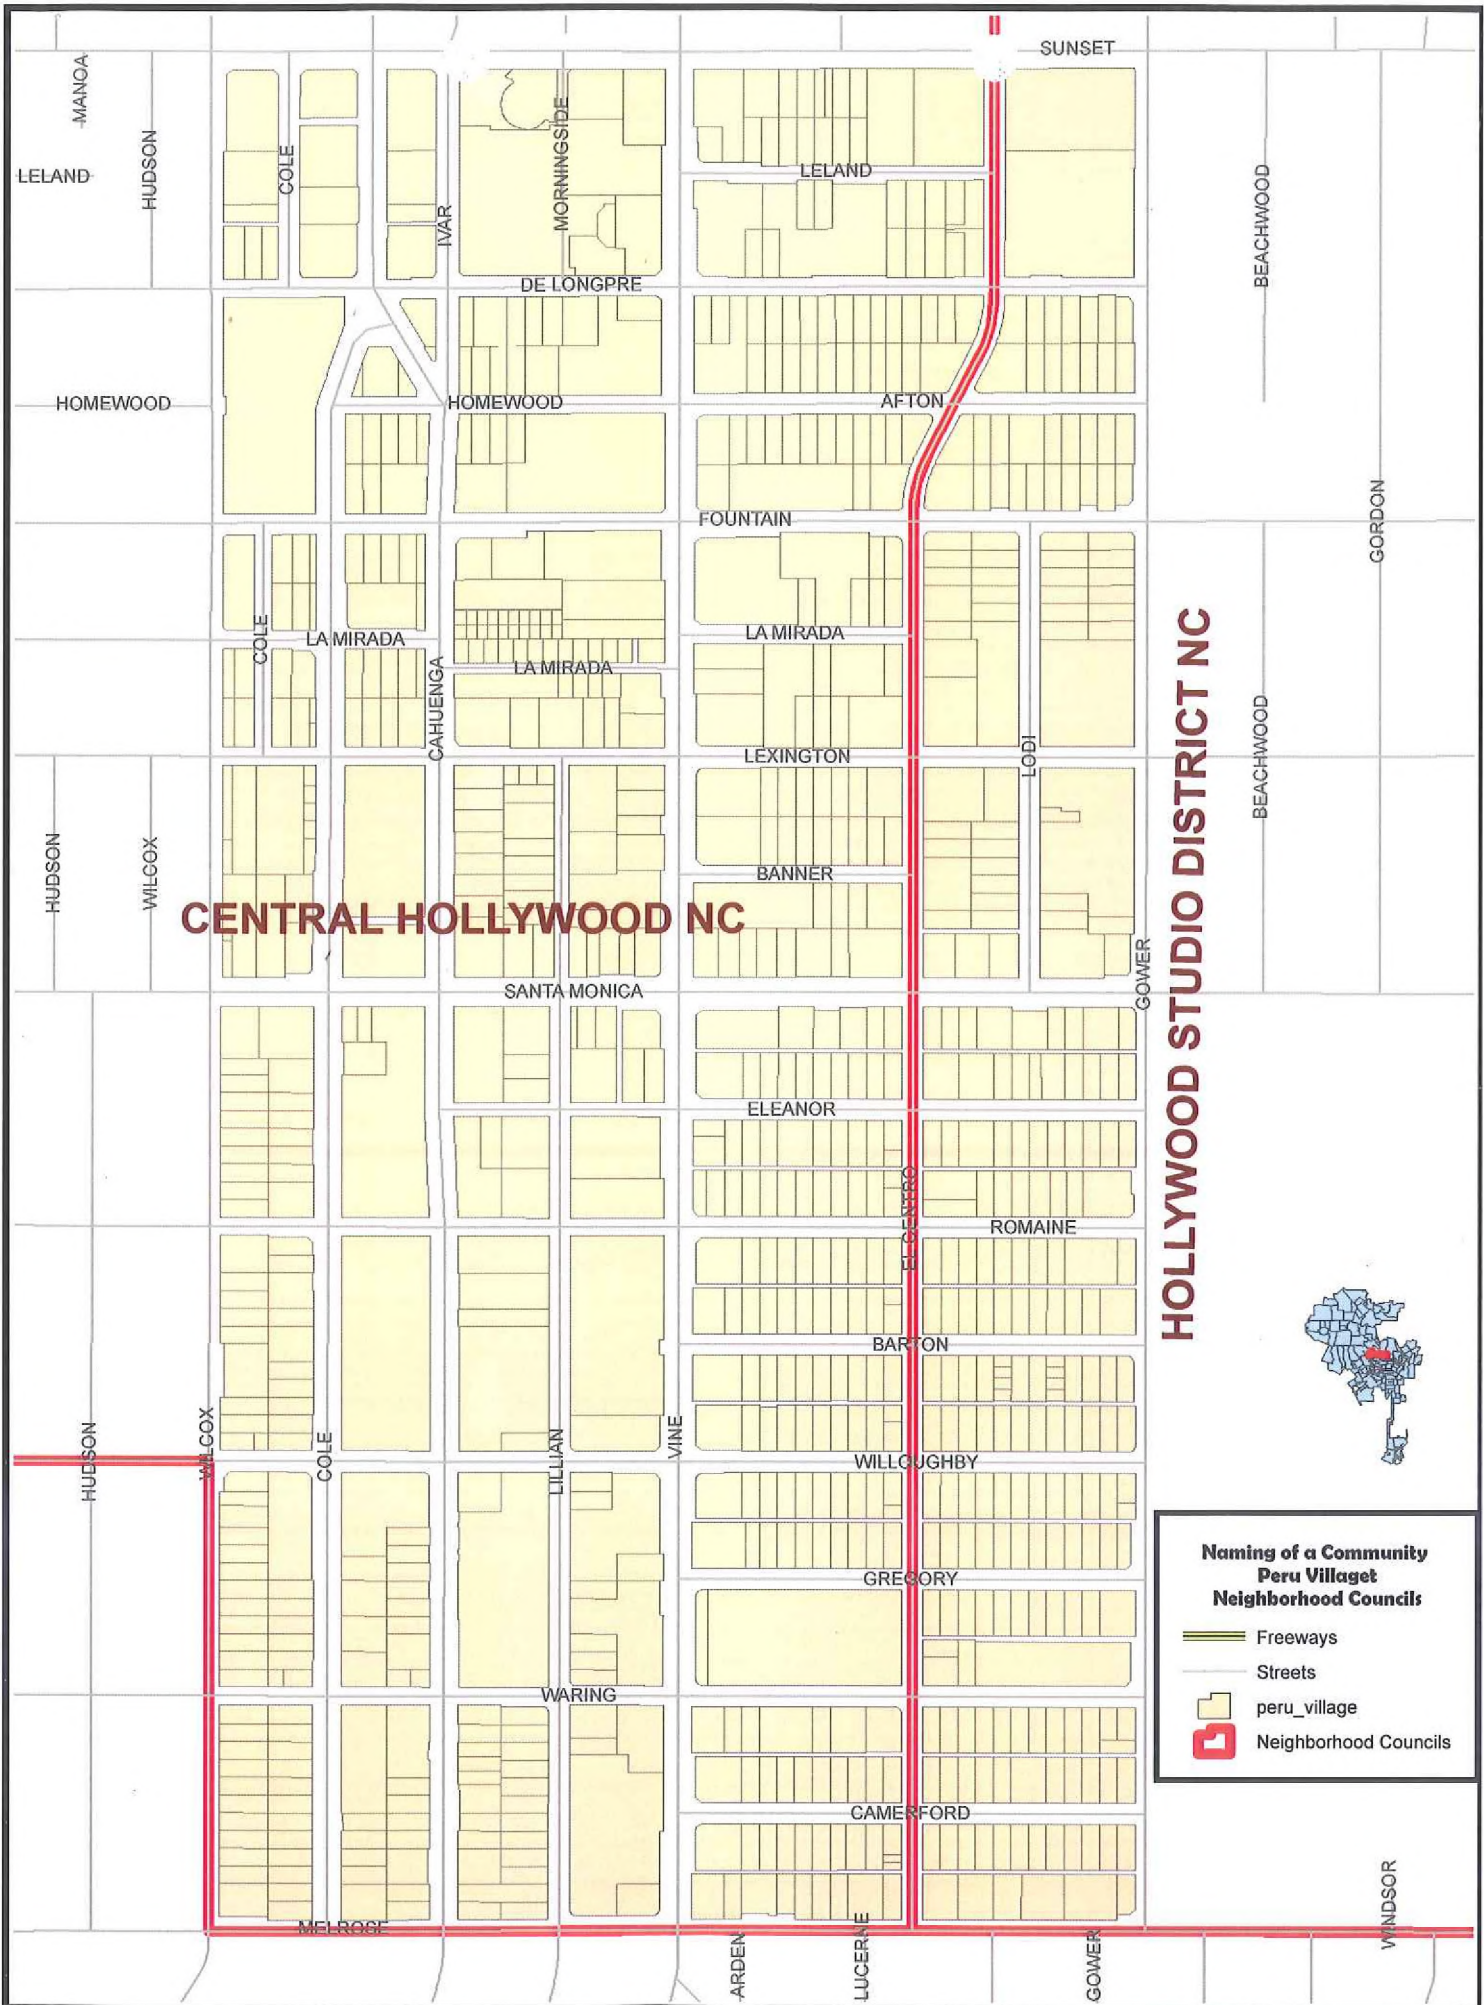 SUNSET
MANOA
HUDSON
COLE
MORNINGSIDE
LELAND
LELAND
IVAR
BEACHWOOD
DE LONGPRE
HOMEWOOD
HOMEWOOD
AFTON
FOUNTAIN
GORDON
COLE
LA MIRADA
LA MIRADA
LA MIRADA
CAHUENGA
LEXINGTON
LODI
BEACHWOOD
HUDSON
WILCOX
BANNER
CENTRAL HOLLYWOOD NC
HOLLYWOOD STUDIO DISTRICT NC
GOWER
SANTA MONICA
ELEANOR
EL CENTRO
ROMAINE
BARTON
HUDSON
WILCOX
COLE
LILLIAN
VINE
WILLOUGHBY
GREGORY
WARING
CAMERFORD
MELROSE
ARDEN
LUCERNE
GOWER
WINDSOR
Naming of a Community
Peru Villaget
Neighborhood Councils
Freeways
Streets
peru_village
Neighborhood Councils